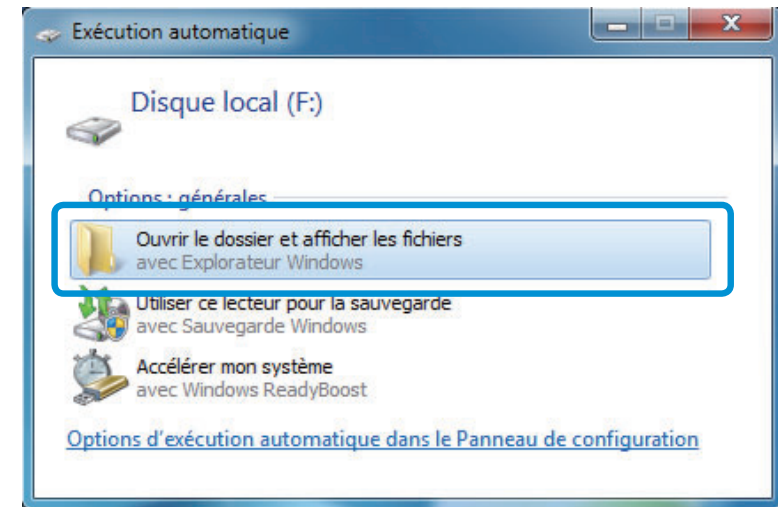 Exécution automatique
Disque local (F:)
Options : générales
Ouvrir le dossier et afficher les fichiers
avec Explorateur Windows
Utiliser ce lecteur pour la sauvegarde
avec Sauvegarde Windows
Accélérer mon système
avec Windows ReadyBoost
Options d'exécution automatique dans le Panneau de configuration